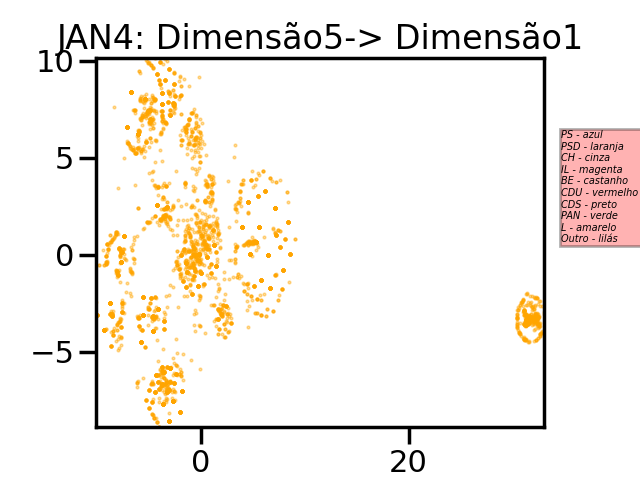 JAN4: Dimensão5-> Dimensão1
10
5
0
−5
0
20
PS - azul
PSD - laranja
CH - cinza
IL - magenta
BE - castanho
CDU - vermelho
CDS - preto
PAN - verde
L - amarelo
Outro - lilás